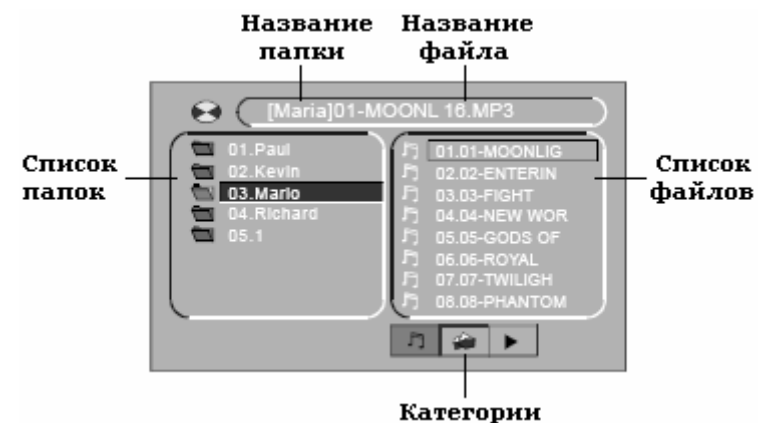 Название папки
Название файла
[Maria]01-MOONL 16.MP3
Список папок
01.Paul
02.Kevin
03.Mario
04.Richard
05.1
01.01-MOONLIG
02.02-ENTERIN
03.03-FIGHT
04.04-NEW WOR
05.05-GODS OF
06.06-ROYAL
07.07-TWILIGH
08.08-PHANTOM
Список файлов
Категории